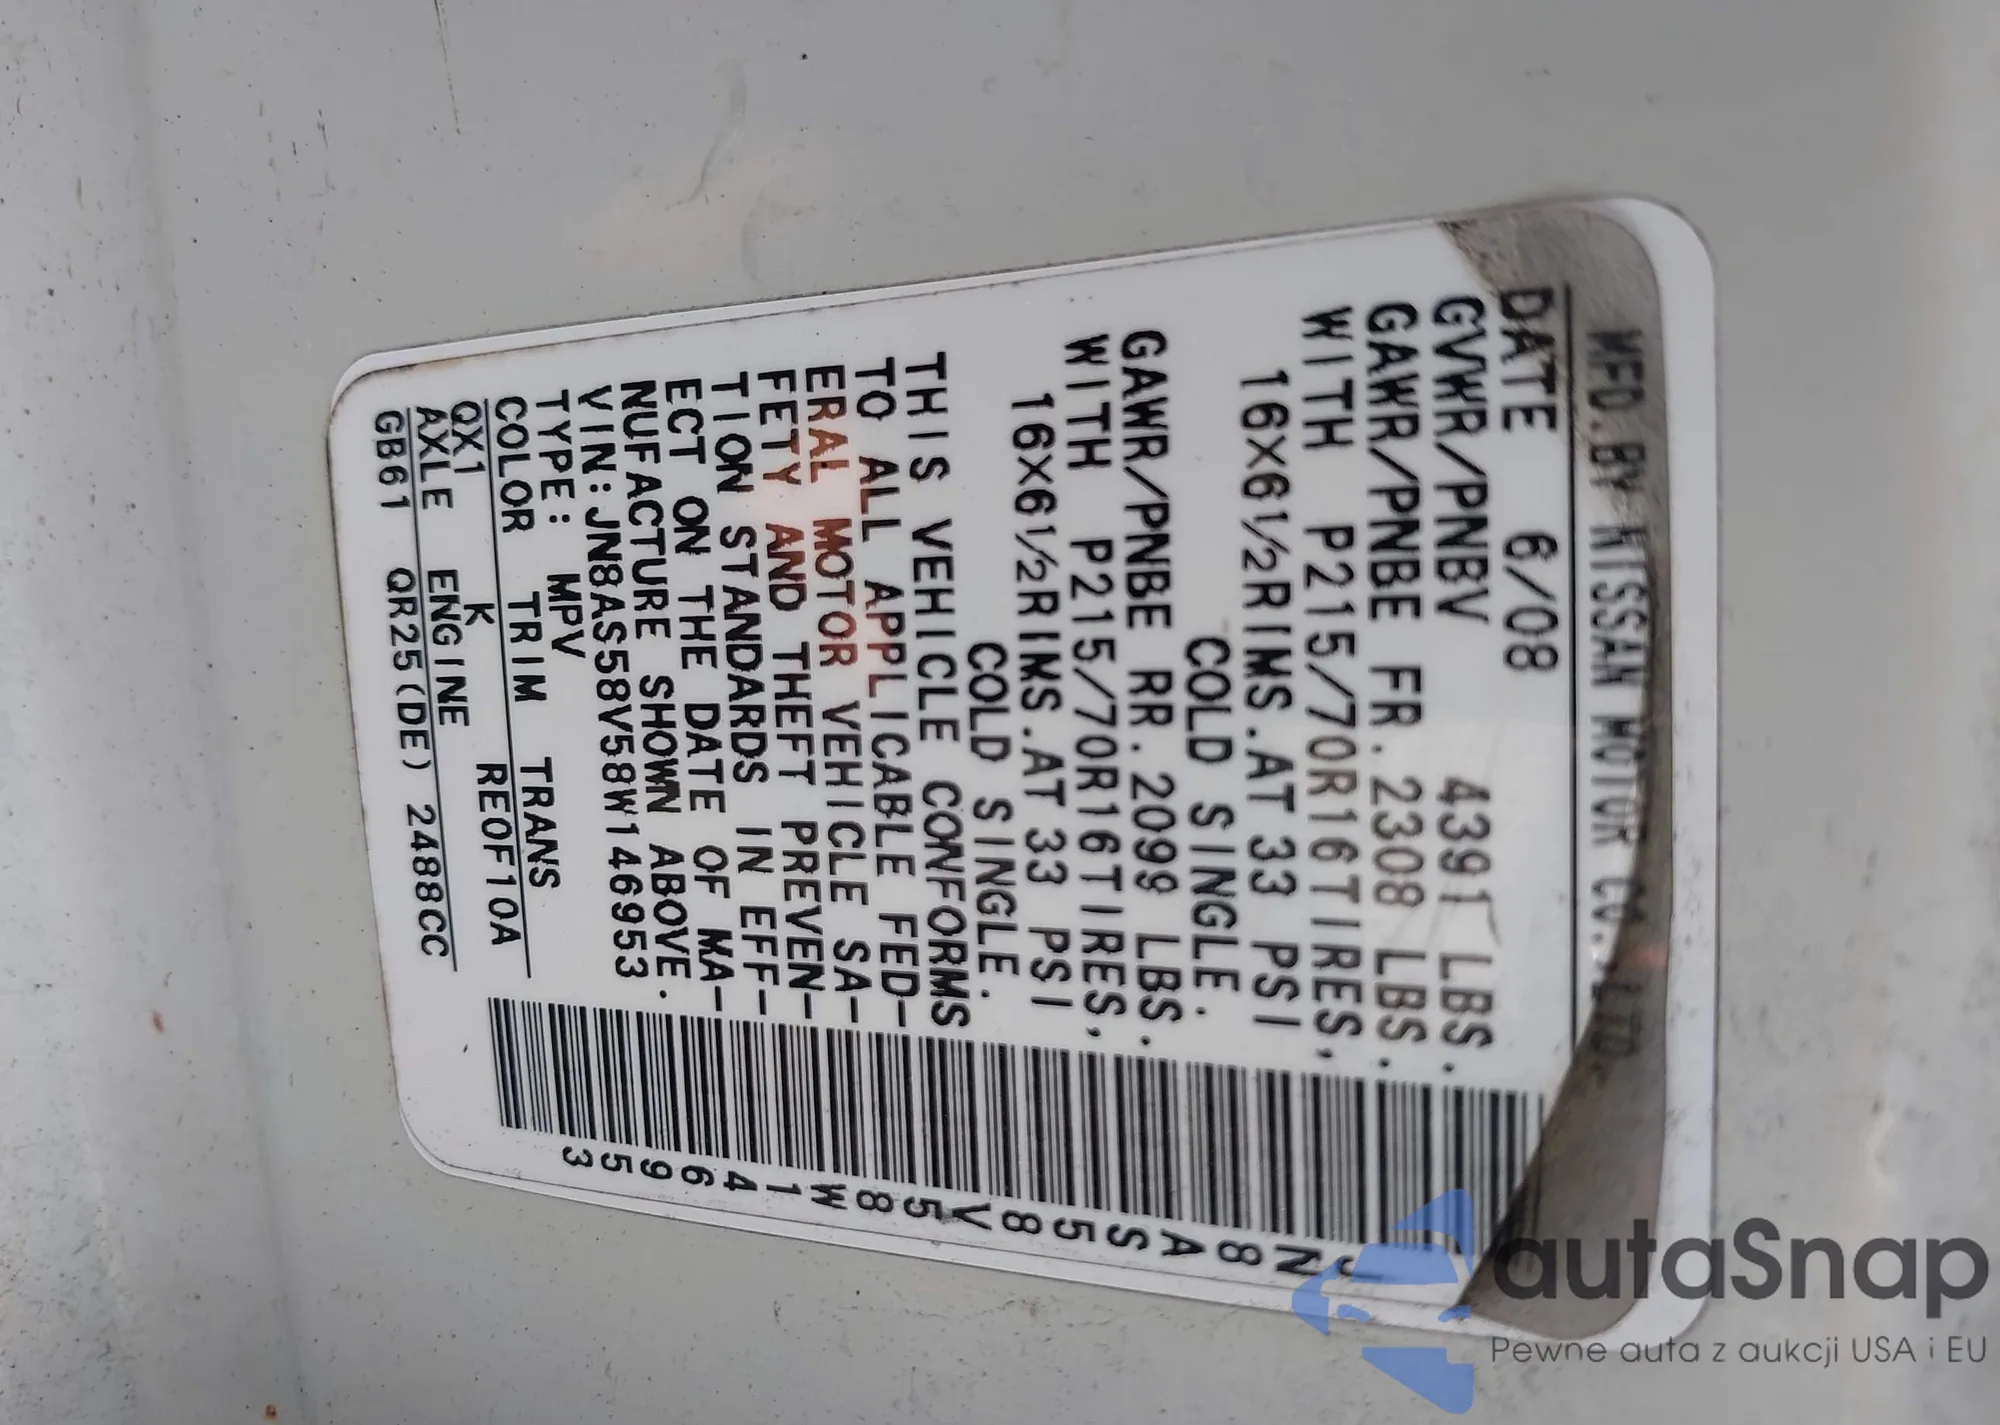 MFD.BY NISSAN MOTOR CO.,LTD.
DATE 6/08
GVWR/PNBV 4391 LBS.
GAWR/PNBE FR.2308 LBS.
WITH P215/70R16TIRES,
16X6½RIMS.AT 33 PSI
COLD SINGLE.
GAWR/PNBE RR.2099 LBS.
WITH P215/70R16TIRES,
16X6½RIMS.AT 33 PSI
COLD SINGLE.
THIS VEHICLE CONFORMS
TO ALL APPLICABLE FED-
ERAL MOTOR VEHICLE SA-
FETY AND THEFT PREVEN-
TION STANDARDS IN EFF-
ECT ON THE DATE OF MA-
NUFACTURE SHOWN ABOVE.
VIN:JN8AS58V58W146953
TYPE: MPV
COLOR TRIM TRANS
QX1 K RE0F10A
AXLE ENGINE
GB61 QR25(DE) 2488CC
JN8AS58V58W146953
autaSnap
Pewne auta z aukcji USA i EU